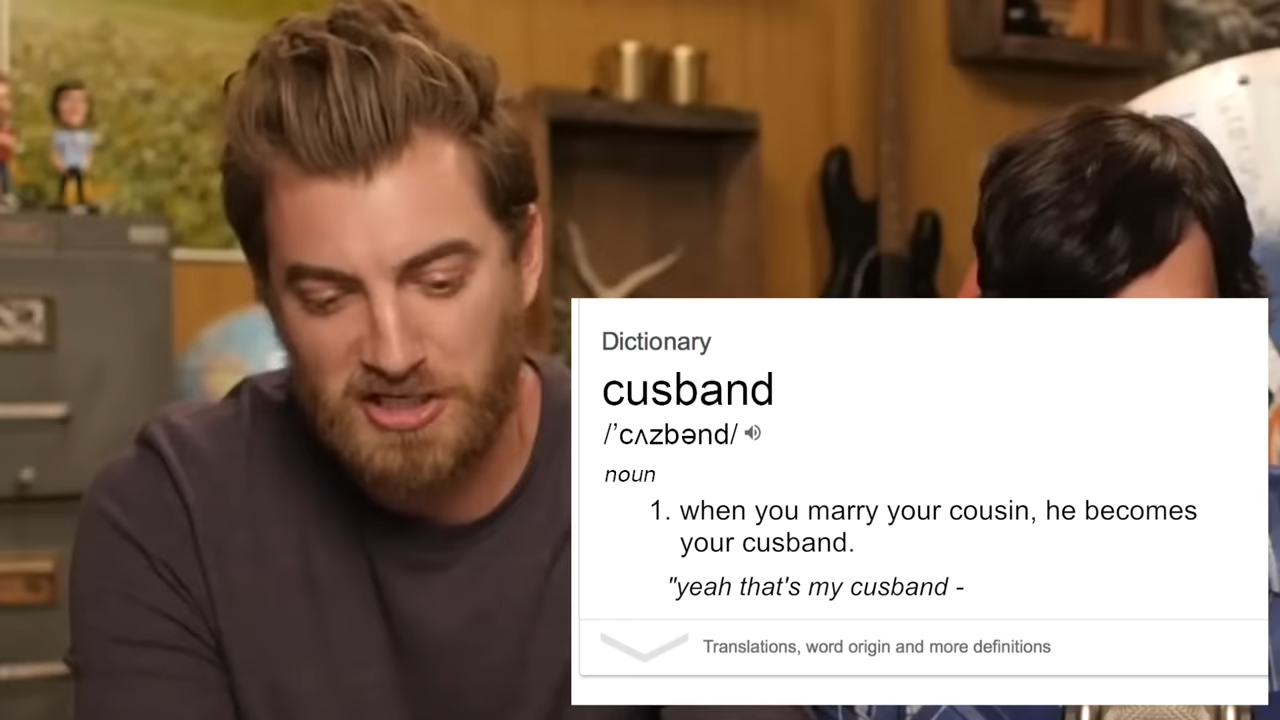 Dictionary
cusband
/'cʌzbənd/
noun
1. when you marry your cousin, he becomes
your cusband.
"yeah that's my cusband -
Translations, word origin and more definitions